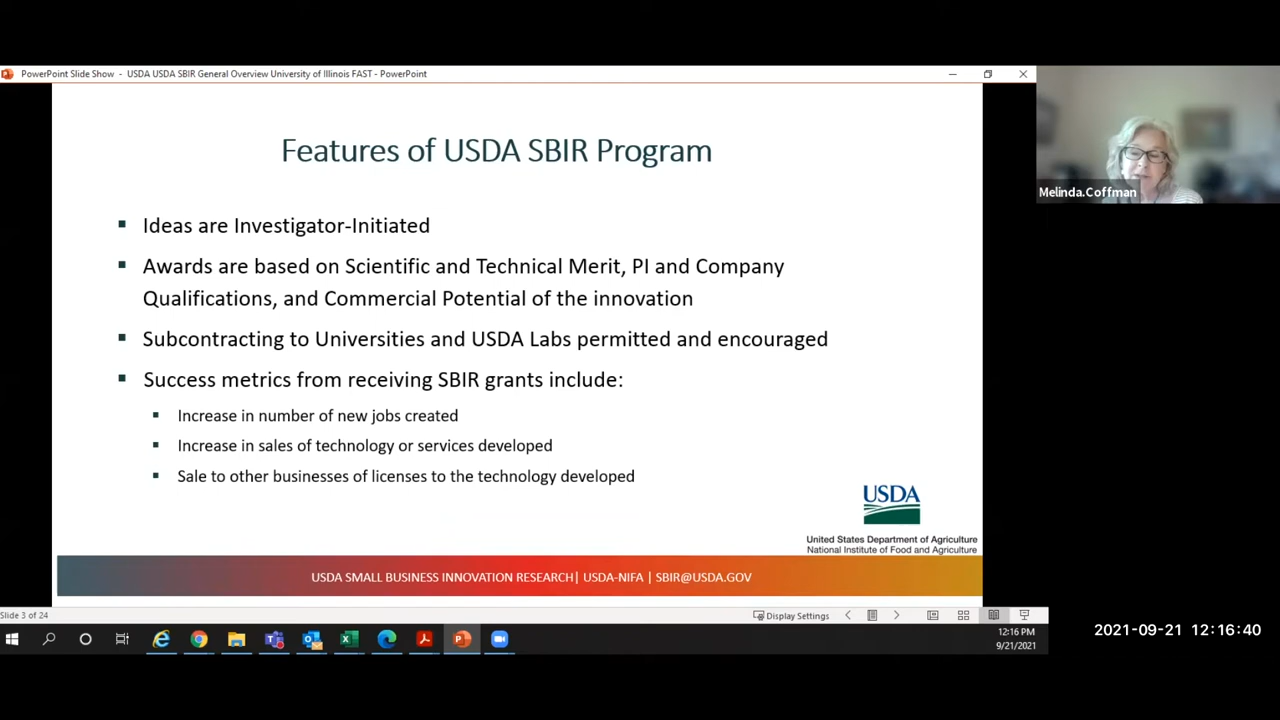 PowerPoint Slide Show - USDA USDA SBIR General Overview University of Illinois FAST - PowerPoint
Features of USDA SBIR Program
Ideas are Investigator-Initiated
Awards are based on Scientific and Technical Merit, PI and Company
Qualifications, and Commercial Potential of the innovation
Subcontracting to Universities and USDA Labs permitted and encouraged
Success metrics from receiving SBIR grants include:
Increase in number of new jobs created
Increase in sales of technology or services developed
Sale to other businesses of licenses to the technology developed
USDA
United States Department of Agriculture
National Institute of Food and Agriculture
USDA SMALL BUSINESS INNOVATION RESEARCH| USDA-NIFA | SBIR@USDA.GOV
Melinda.Coffman
Slide 3 of 24
Display Settings
12:16 PM
9/21/2021
2021-09-21 12:16:40